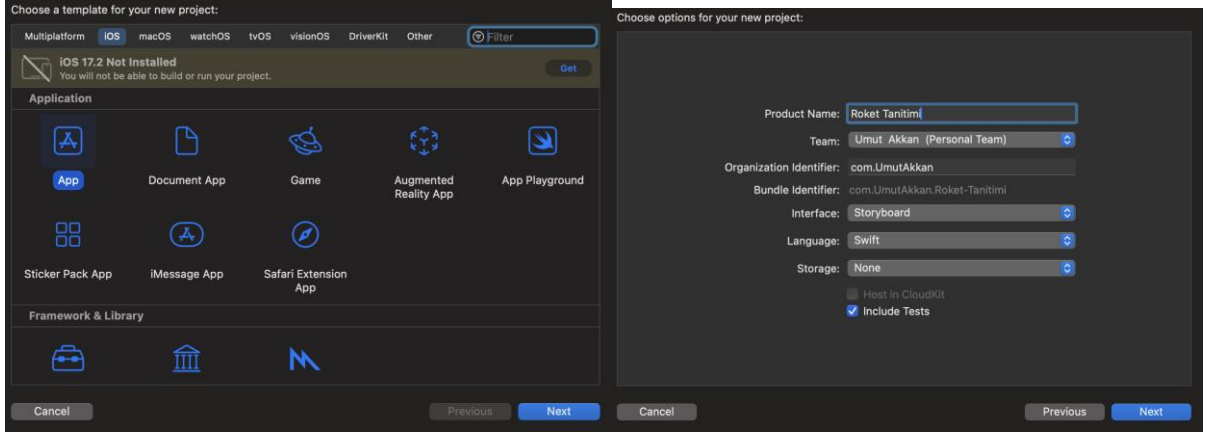 Choose a template for your new project:
Multiplatform iOS macOS watchOS tvOS visionOS DriverKit Other Filter
iOS 17.2 Not Installed
You will not be able to build or run your project.
Get
Application
App Document App Game Augmented Reality App App Playground
Sticker Pack App iMessage App Safari Extension App
Framework & Library
Cancel Previous Next
Choose options for your new project:
Product Name: Roket Tanitimi
Team: Umut Akkan (Personal Team)
Organization Identifier: com.UmutAkkan
Bundle Identifier: com.UmutAkkan.Roket-Tanitimi
Interface: Storyboard
Language: Swift
Storage: None
Host in CloudKit
Include Tests
Cancel Previous Next